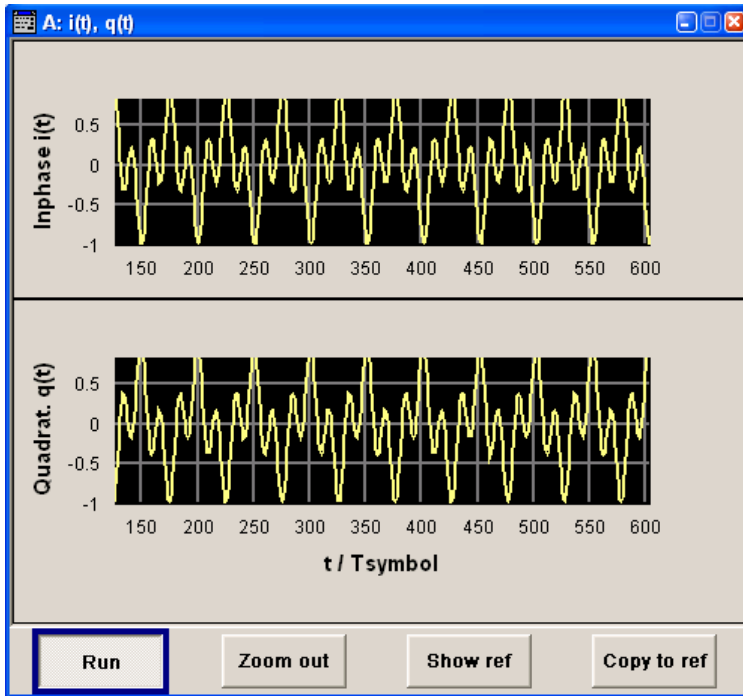 A: i(t), q(t)
Inphase i(t)
0.5
0
-0.5
-1
150 200 250 300 350 400 450 500 550 600
Quadrat. q(t)
0.5
0
-0.5
-1
150 200 250 300 350 400 450 500 550 600
t / Tsymbol
Run Zoom out Show ref Copy to ref